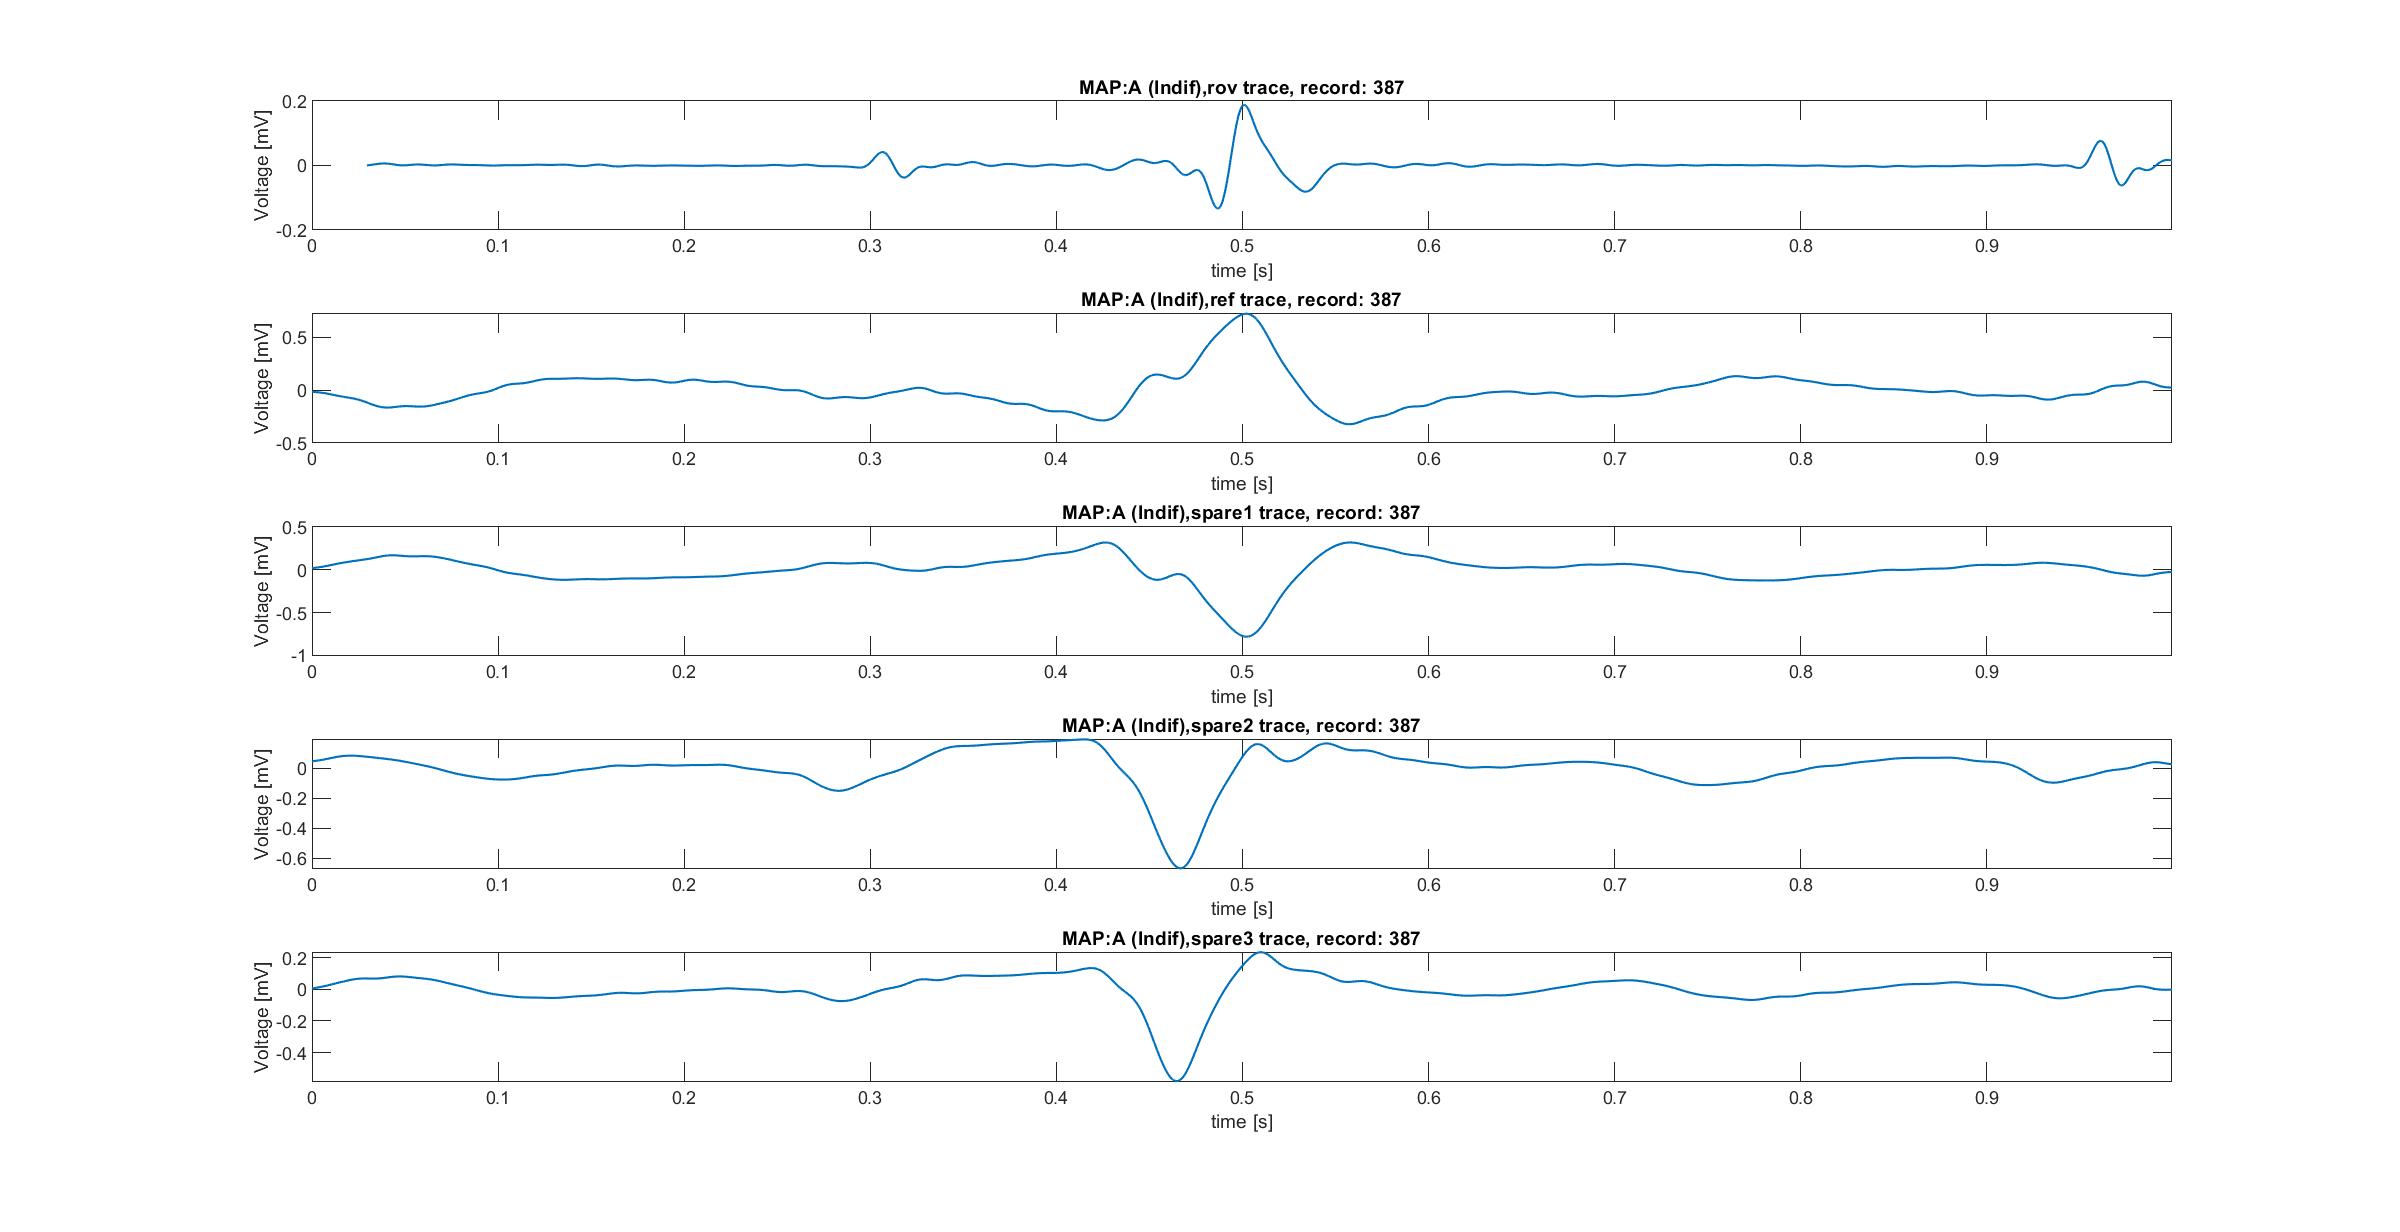 MAP:A (Indif),rov trace, record: 387
Voltage [mV]
0.2
0
-0.2
0 0.1 0.2 0.3 0.4 0.5 0.6 0.7 0.8 0.9
time [s]
MAP:A (Indif),ref trace, record: 387
Voltage [mV]
0.5
0
-0.5
0 0.1 0.2 0.3 0.4 0.5 0.6 0.7 0.8 0.9
time [s]
MAP:A (Indif),spare1 trace, record: 387
Voltage [mV]
0.5
0
-0.5
-1
0 0.1 0.2 0.3 0.4 0.5 0.6 0.7 0.8 0.9
time [s]
MAP:A (Indif),spare2 trace, record: 387
Voltage [mV]
0
-0.2
-0.4
-0.6
0 0.1 0.2 0.3 0.4 0.5 0.6 0.7 0.8 0.9
time [s]
MAP:A (Indif),spare3 trace, record: 387
Voltage [mV]
0.2
0
-0.2
-0.4
0 0.1 0.2 0.3 0.4 0.5 0.6 0.7 0.8 0.9
time [s]